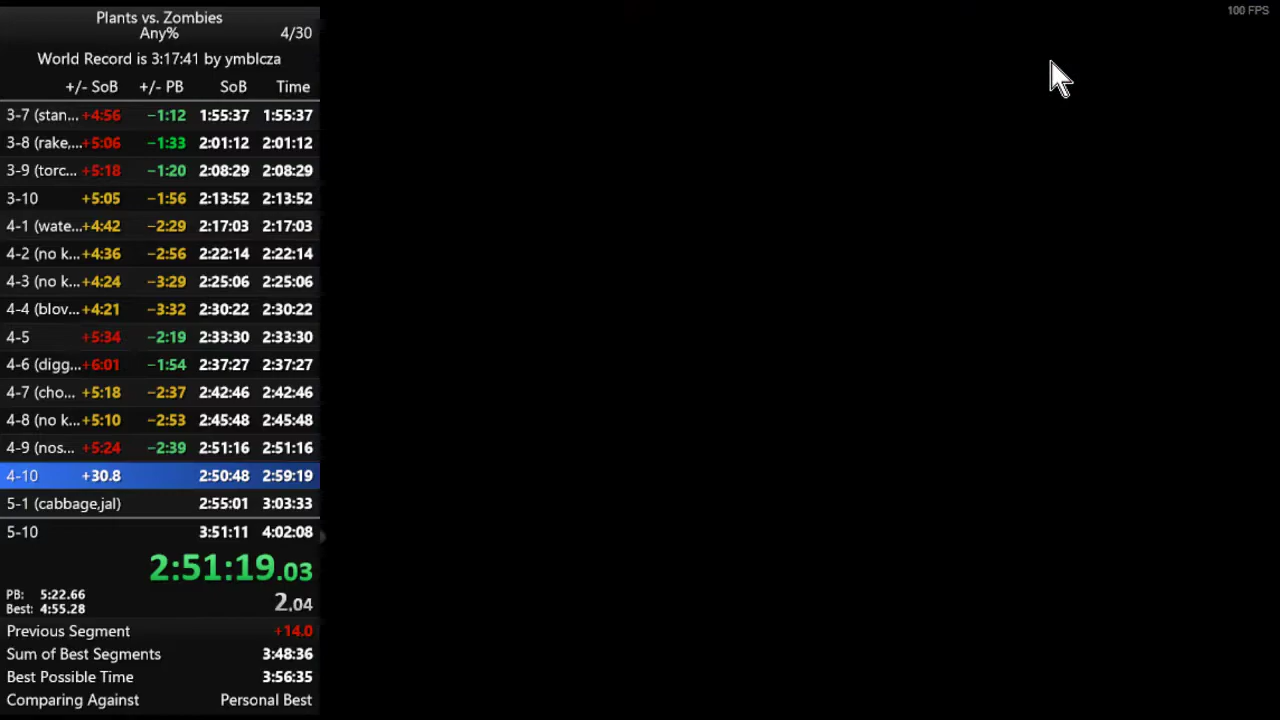 Plants vs. Zombies
Any% 4/30
World Record is 3:17:41 by ymblcza
+/- SoB +/- PB SoB Time
3-7 (stan... +4:56 −1:12 1:55:37 1:55:37
3-8 (rake,... +5:06 −1:33 2:01:12 2:01:12
3-9 (torc... +5:18 −1:20 2:08:29 2:08:29
3-10 +5:05 −1:56 2:13:52 2:13:52
4-1 (wate... +4:42 −2:29 2:17:03 2:17:03
4-2 (no k... +4:36 −2:56 2:22:14 2:22:14
4-3 (no k... +4:24 −3:29 2:25:06 2:25:06
4-4 (blov... +4:21 −3:32 2:30:22 2:30:22
4-5 +5:34 −2:19 2:33:30 2:33:30
4-6 (digg... +6:01 −1:54 2:37:27 2:37:27
4-7 (cho... +5:18 −2:37 2:42:46 2:42:46
4-8 (no k... +5:10 −2:53 2:45:48 2:45:48
4-9 (nos... +5:24 −2:39 2:51:16 2:51:16
4-10 +30.8 2:50:48 2:59:19
5-1 (cabbage,jal) 2:55:01 3:03:33
5-10 3:51:11 4:02:08
2:51:19.03
PB: 5:22.66
Best: 4:55.28
2.04
Previous Segment +14.0
Sum of Best Segments 3:48:36
Best Possible Time 3:56:35
Comparing Against Personal Best
100 FPS